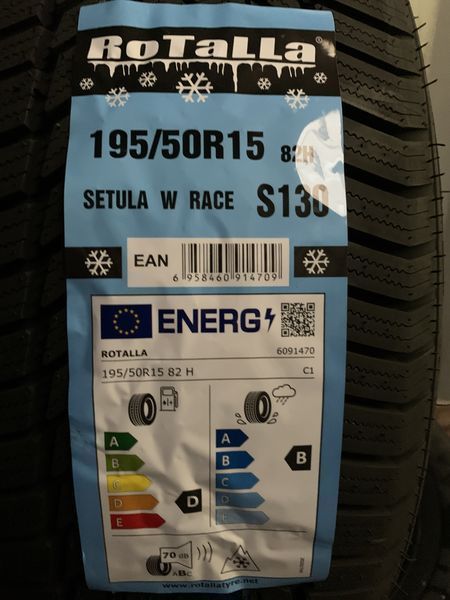 RoTaLLa
195/50R15 82H
SETULA W RACE S130
EAN
6 958460 914709
ENERG
ROTALLA 6091470
195/50R15 82 H C1
A
B
C
D
E
D
A
B
C
D
E
B
70 dB
ABC
www.rotallatyre.net